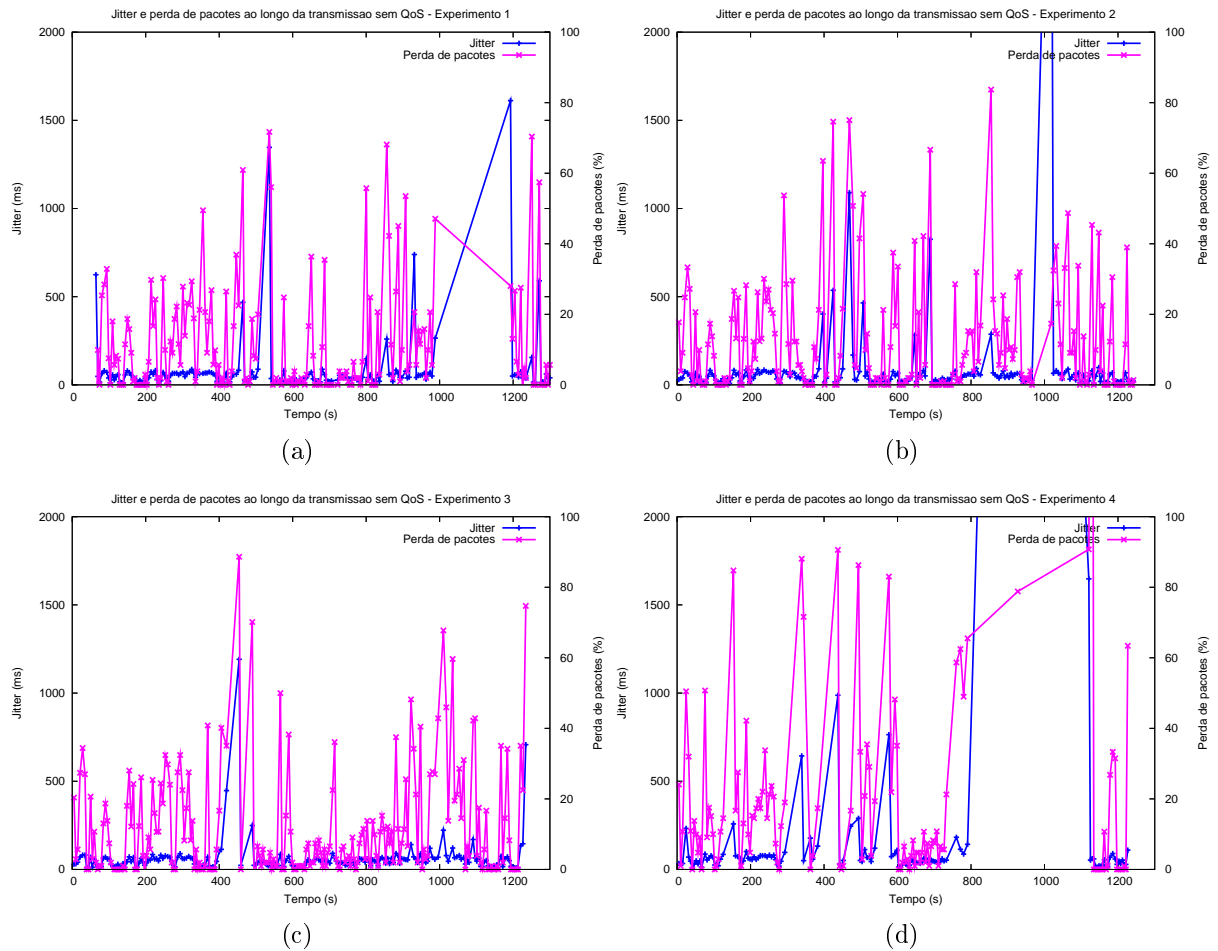 Jitter e perda de pacotes ao longo da transmissao sem QoS - Experimento 1
2000
1500
1000
500
0
Jitter (ms)
100
80
60
40
20
0
Perda de pacotes (%)
Jitter
Perda de pacotes
0 200 400 600 800 1000 1200
Tempo (s)
(a)
Jitter e perda de pacotes ao longo da transmissao sem QoS - Experimento 2
2000
1500
1000
500
0
Jitter (ms)
100
80
60
40
20
0
Perda de pacotes (%)
Jitter
Perda de pacotes
0 200 400 600 800 1000 1200
Tempo (s)
(b)
Jitter e perda de pacotes ao longo da transmissao sem QoS - Experimento 3
2000
1500
1000
500
0
Jitter (ms)
100
80
60
40
20
0
Perda de pacotes (%)
Jitter
Perda de pacotes
0 200 400 600 800 1000 1200
Tempo (s)
(c)
Jitter e perda de pacotes ao longo da transmissao sem QoS - Experimento 4
2000
1500
1000
500
0
Jitter (ms)
100
80
60
40
20
0
Perda de pacotes (%)
Jitter
Perda de pacotes
0 200 400 600 800 1000 1200
Tempo (s)
(d)